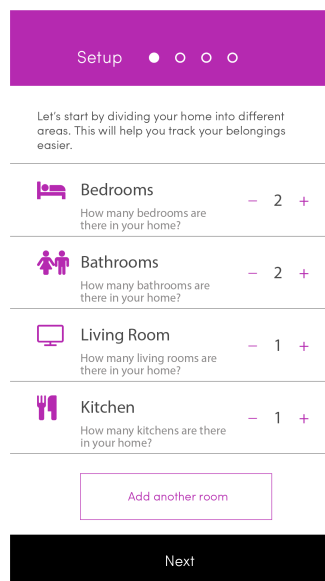 Setup
Let's start by dividing your home into different
areas. This will help you track your belongings
easier.
Bedrooms
How many bedrooms are
there in your home?
− 2 +
Bathrooms
How many bathrooms are
there in your home?
− 2 +
Living Room
How many living rooms are
there in your home?
− 1 +
Kitchen
How many kitchens are there
in your home?
− 1 +
Add another room
Next